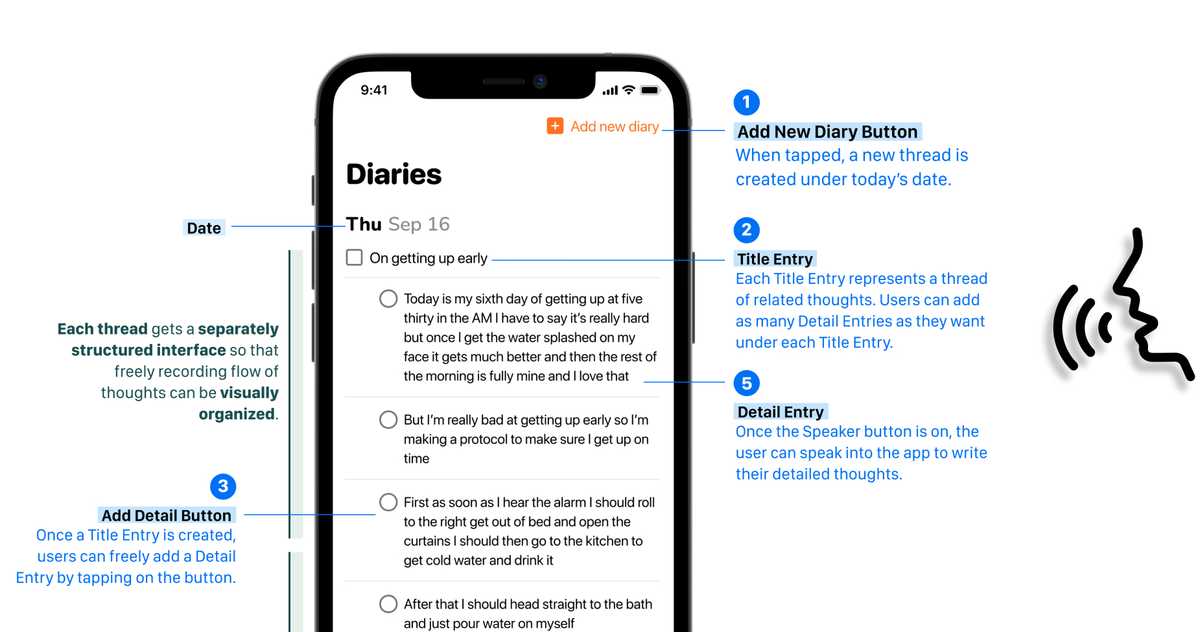 9:41
Add new diary
Diaries
Thu Sep 16
On getting up early
Today is my sixth day of getting up at five
thirty in the AM I have to say it’s really hard
but once I get the water splashed on my
face it gets much better and then the rest of
the morning is fully mine and I love that
But I’m really bad at getting up early so I’m
making a protocol to make sure I get up on
time
First as soon as I hear the alarm I should roll
to the right get out of bed and open the
curtains I should then go to the kitchen to
get cold water and drink it
After that I should head straight to the bath
and just pour water on myself
Date
Each thread gets a separately
structured interface so that
freely recording flow of
thoughts can be visually
organized.
3
Add Detail Button
Once a Title Entry is created,
users can freely add a Detail
Entry by tapping on the button.
1
Add New Diary Button
When tapped, a new thread is
created under today’s date.
2
Title Entry
Each Title Entry represents a thread
of related thoughts. Users can add
as many Detail Entries as they want
under each Title Entry.
5
Detail Entry
Once the Speaker button is on, the
user can speak into the app to write
their detailed thoughts.